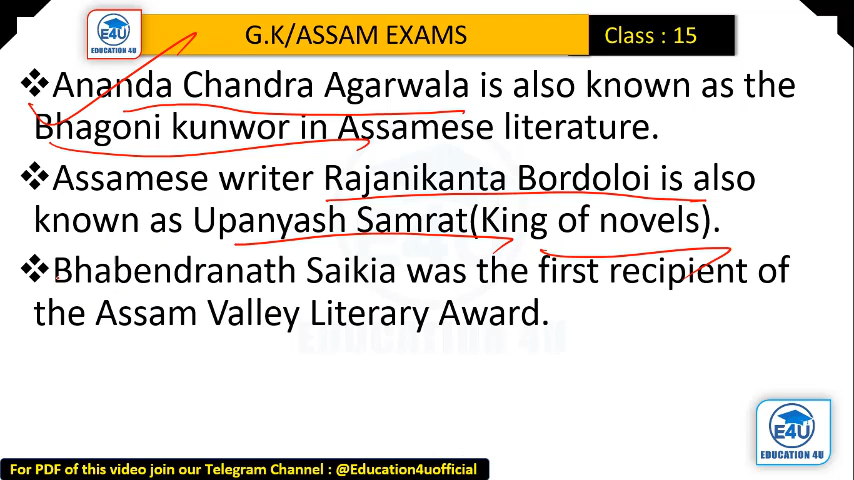 E4U
EDUCATION 4U
G.K/ASSAM EXAMS
Class : 15
❖Ananda Chandra Agarwala is also known as the
Bhagoni kunwor in Assamese literature.
❖Assamese writer Rajanikanta Bordoloi is also
known as Upanyash Samrat(King of novels).
❖Bhabendranath Saikia was the first recipient of
the Assam Valley Literary Award.
EDUCATION 4U
E4U
EDUCATION 4U
For PDF of this video join our Telegram Channel : @Education4uofficial